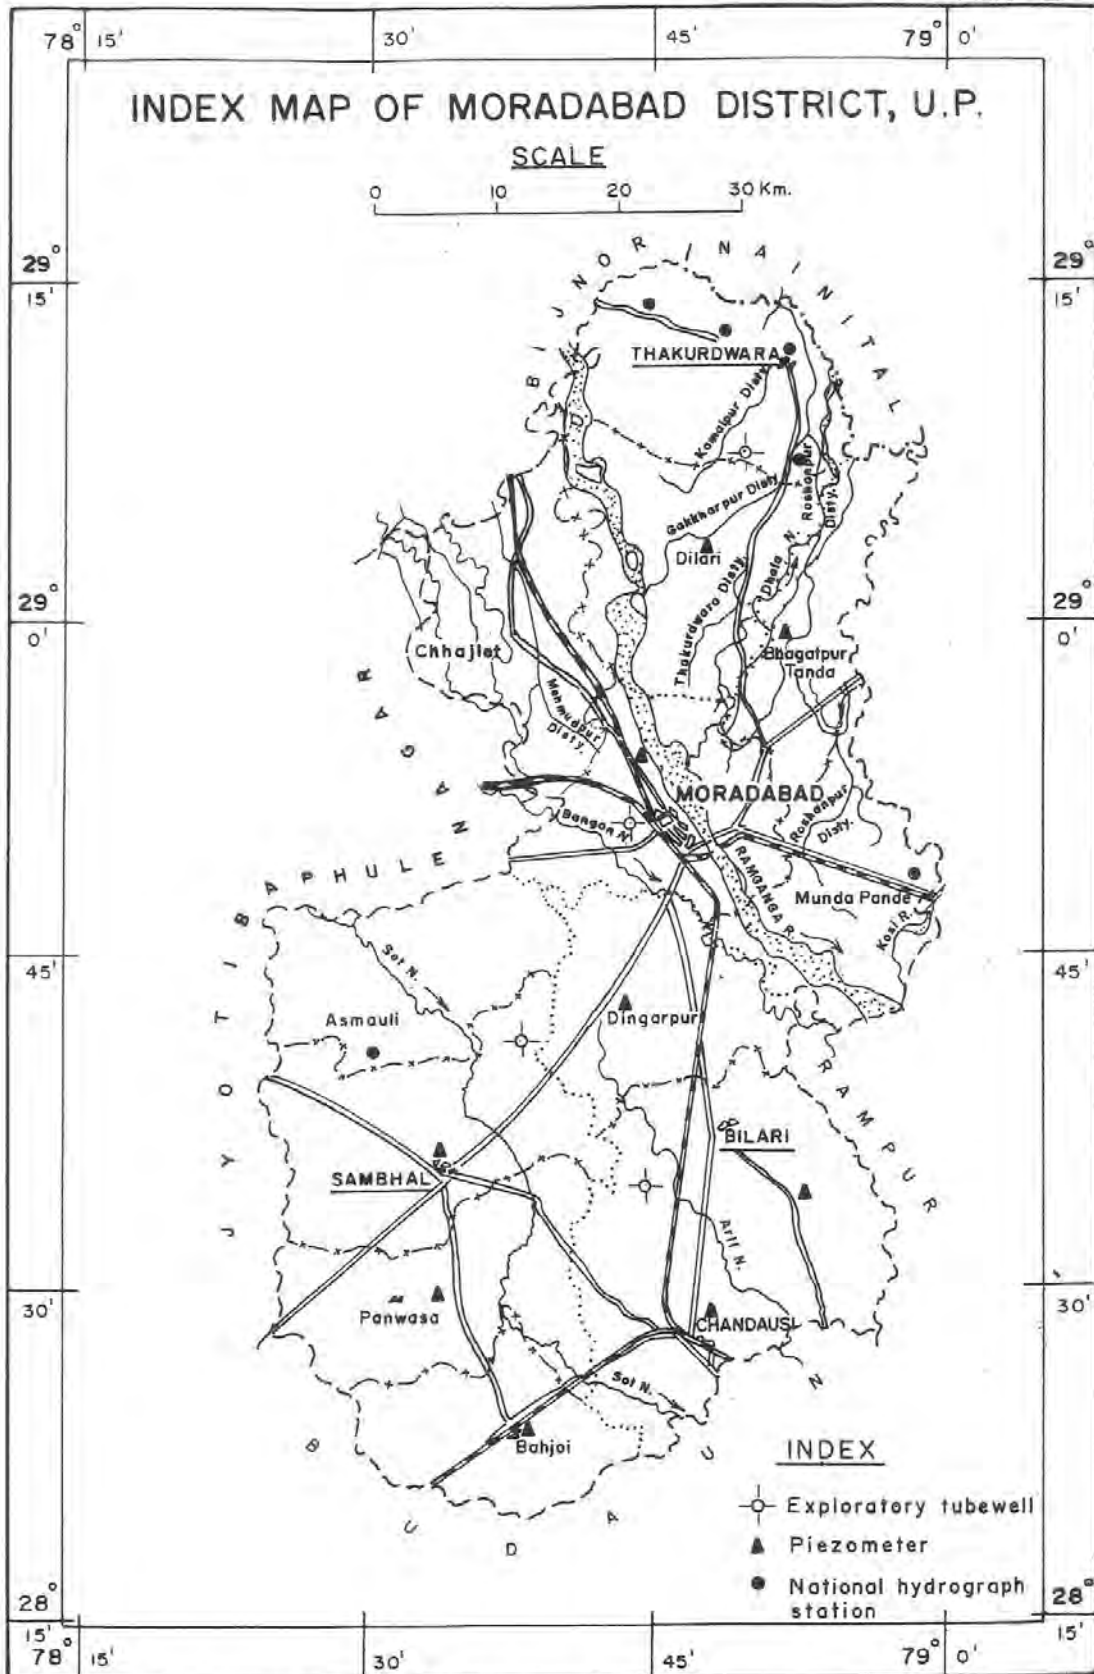 78° 15' 30' 45' 79° 0'
INDEX MAP OF MORADABAD DISTRICT, U.P.
SCALE
0 10 20 30 Km.
BIJNOR
NAINITAL
29° 15' 29° 15'
THAKURDWARA
Kamalpur Disty.
Gakkharpur Disty.
Roshanpur Disty.
Dilari
Dhela N.
Thakurdwara Disty.
29° 0' 29° 0'
Chhajlet
Bhagatpur
Tanda
Mehmudpur
Disty.
MORADABAD
Roshanpur
Disty.
Bangan N.
RAMGANGA R.
Munda Pande
Kosi R.
JYOTIBAPHULE NAGAR
45' 45'
Sot N.
Asmauli
Dingarpur
RAMPUR
BILARI
SAMBHAL
Aril N.
30' 30'
Panwasa
CHANDAUSI
Sot N.
Bahjoi
BUDAUN
INDEX
Exploratory tubewell
Piezometer
National hydrograph
station
28° 15' 28° 15'
78° 15' 30' 45' 79° 0'